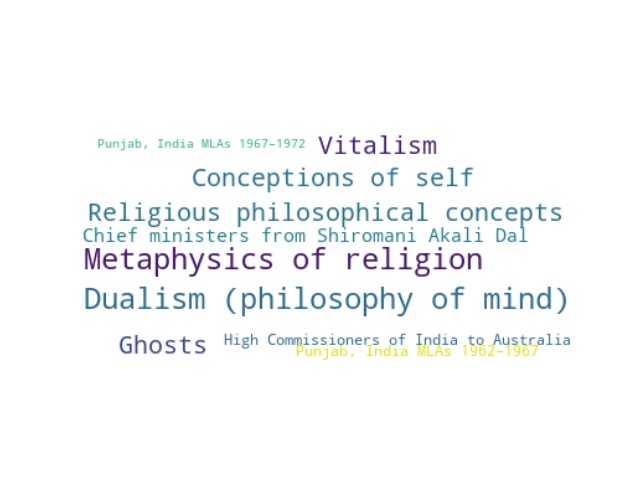 Punjab, India MLAs 1967–1972 Vitalism
Conceptions of self
Religious philosophical concepts
Chief ministers from Shiromani Akali Dal
Metaphysics of religion
Dualism (philosophy of mind)
Ghosts High Commissioners of India to Australia
Punjab, India MLAs 1962–1967